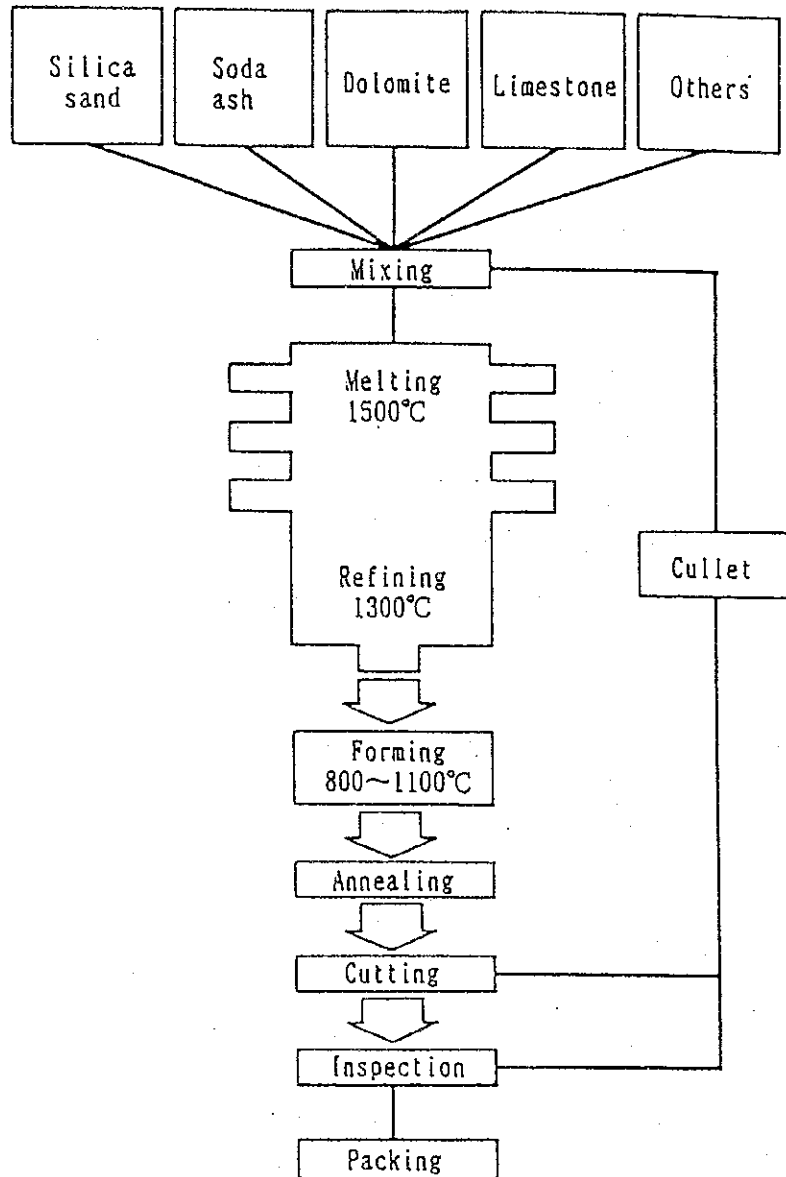 Silica
sand
Soda
ash
Dolomite
Limestone
Others
Mixing
Melting
1500℃
Refining
1300℃
Cullet
Forming
800～1100℃
Annealing
Cutting
Inspection
Packing